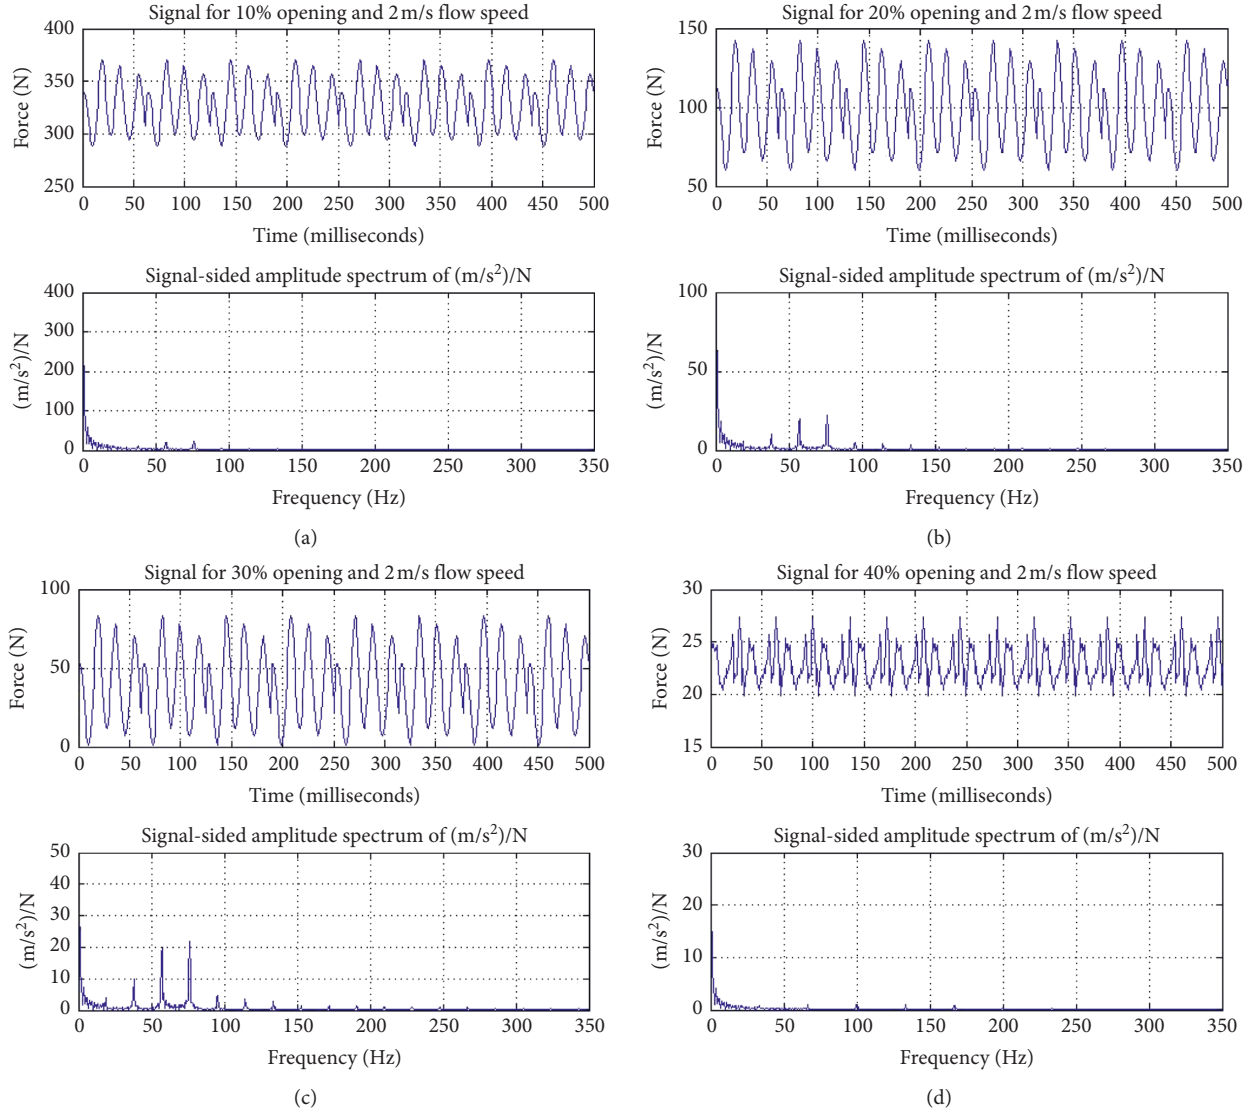 Signal for 10% opening and 2 m/s flow speed
400
350
300
250
Force (N)
0 50 100 150 200 250 300 350 400 450 500
Time (milliseconds)
Signal-sided amplitude spectrum of (m/s²)/N
400
300
200
100
0
(m/s²)/N
0 50 100 150 200 250 300 350
Frequency (Hz)
(a)
Signal for 20% opening and 2 m/s flow speed
150
100
50
Force (N)
0 50 100 150 200 250 300 350 400 450 500
Time (milliseconds)
Signal-sided amplitude spectrum of (m/s²)/N
100
50
0
(m/s²)/N
0 50 100 150 200 250 300 350
Frequency (Hz)
(b)
Signal for 30% opening and 2 m/s flow speed
100
50
0
Force (N)
0 50 100 150 200 250 300 350 400 450 500
Time (milliseconds)
Signal-sided amplitude spectrum of (m/s²)/N
50
40
30
20
10
0
(m/s²)/N
0 50 100 150 200 250 300 350
Frequency (Hz)
(c)
Signal for 40% opening and 2 m/s flow speed
30
25
20
15
Force (N)
0 50 100 150 200 250 300 350 400 450 500
Time (milliseconds)
Signal-sided amplitude spectrum of (m/s²)/N
30
20
10
0
(m/s²)/N
0 50 100 150 200 250 300 350
Frequency (Hz)
(d)